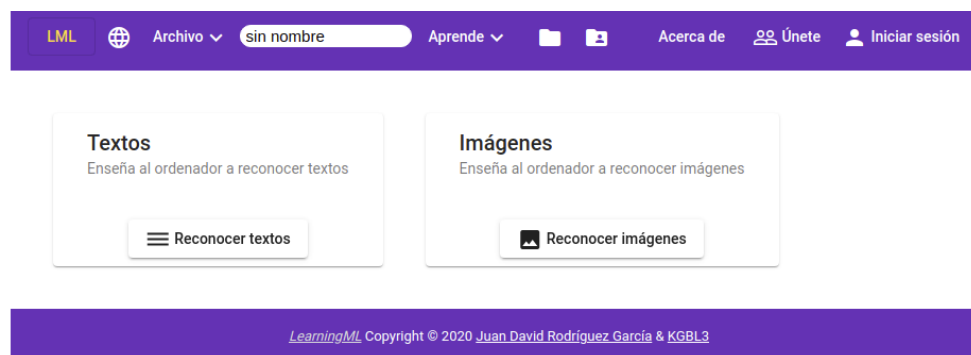 LML Archivo sin nombre Aprende Acerca de Únete Iniciar sesión
Textos
Enseña al ordenador a reconocer textos
Reconocer textos
Imágenes
Enseña al ordenador a reconocer imágenes
Reconocer imágenes
LearningML Copyright © 2020 Juan David Rodríguez García & KGBL3